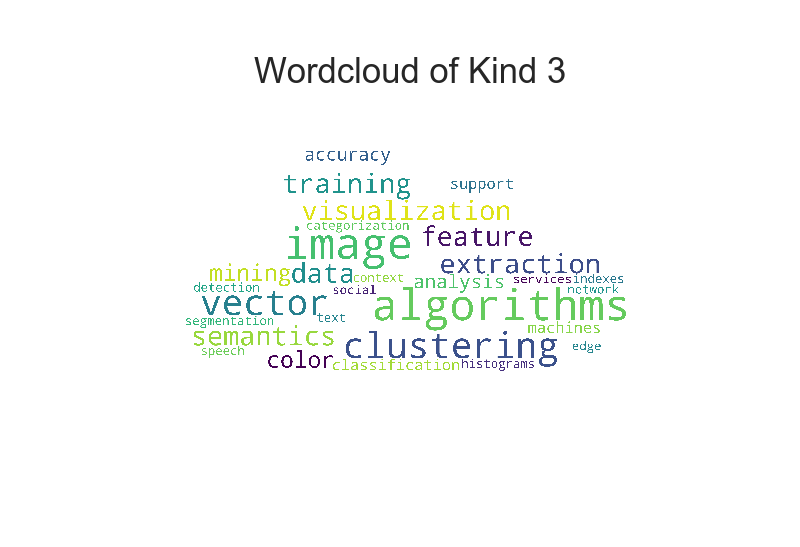 Wordcloud of Kind 3
accuracy
training support
visualization
categorization
image feature
extraction
mining data context analysis services indexes
detection social network
vector algorithms
segmentation text
semantics machines
speech clustering edge
color classification histograms